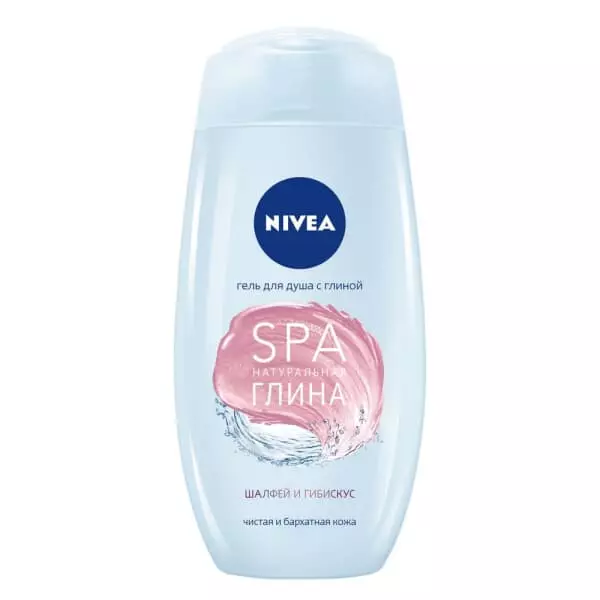 NIVEA
гель для душа с глиной
SPA
НАТУРАЛЬНАЯ
ГЛИНА
ШАЛФЕЙ И ГИБИСКУС
чистая и бархатная кожа